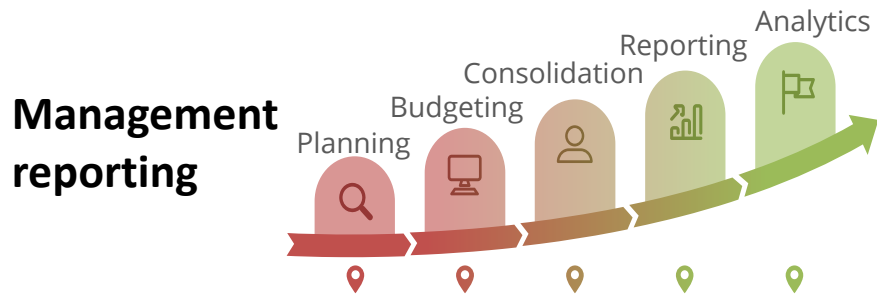 Management
reporting
Planning
Budgeting
Consolidation
Reporting
Analytics